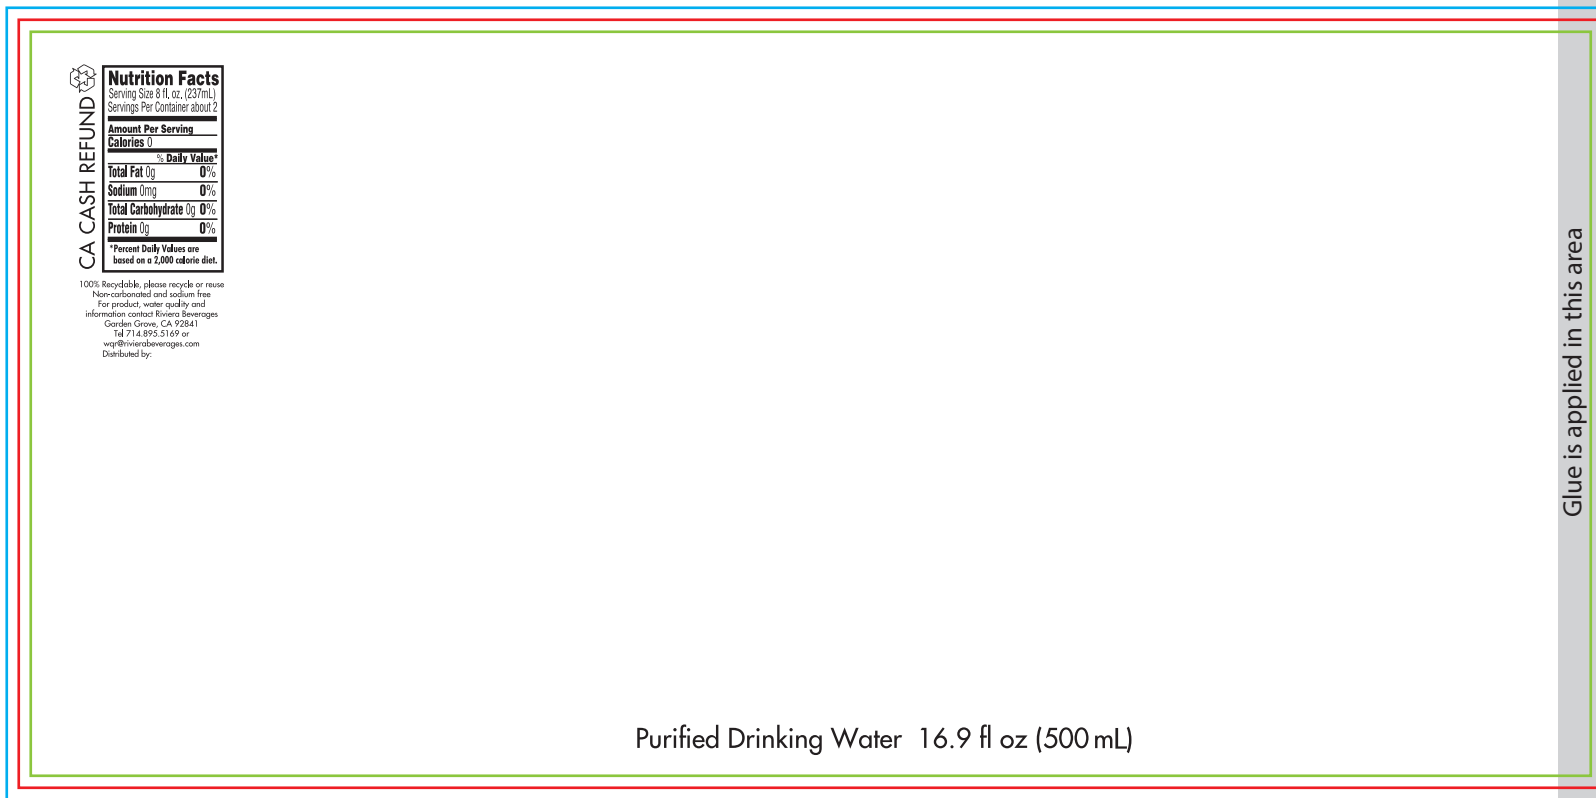 CA CASH REFUND
Nutrition Facts
Serving Size 8 fl. oz. (237mL)
Servings Per Container about 2
Amount Per Serving
Calories 0
% Daily Value*
Total Fat 0g 0%
Sodium 0mg 0%
Total Carbohydrate 0g 0%
Protein 0g 0%
*Percent Daily Values are
based on a 2,000 calorie diet.
100% Recyclable, please recycle or reuse
Non-carbonated and sodium free
For product, water quality and
information contact Riviera Beverages
Garden Grove, CA 92841
Tel 714.895.5169 or
wqr@rivierabeverages.com
Distributed by:
Purified Drinking Water 16.9 fl oz (500 mL)
Glue is applied in this area